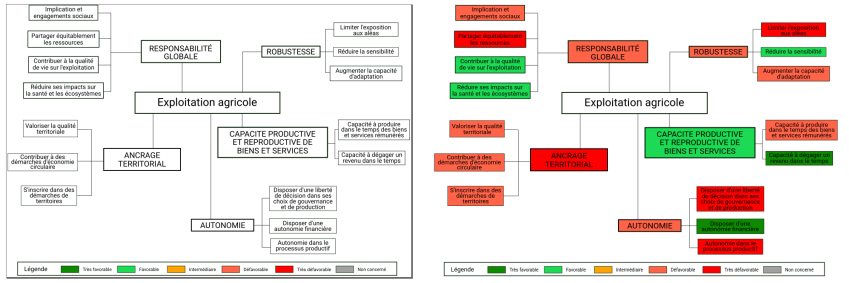 Implication et
engagements sociaux
Partager équitablement
les ressources
Contribuer à la qualité
de vie sur l'exploitation
Réduire ses impacts sur
la santé et les écosystèmes
RESPONSABILITÉ
GLOBALE
ROBUSTESSE
Limiter l'exposition
aux aléas
Réduire la sensibilité
Augmenter la capacité
d'adaptation
Exploitation agricole
Valoriser la qualité
territoriale
Contribuer à des
démarches d'économie
circulaire
S'inscrire dans des
démarches de
territoires
ANCRAGE
TERRITORIAL
CAPACITE PRODUCTIVE
ET REPRODUCTIVE DE
BIENS ET SERVICES
Capacité à produire
dans le temps des biens
et services rémunérés
Capacité à dégager un
revenu dans le temps
AUTONOMIE
Disposer d'une liberté
de décision dans ses
choix de gouvernance
et de production
Disposer d'une
autonomie financière
Autonomie dans le
processus productif
Légende
Très favorable
Favorable
Intermédiaire
Défavorable
Très défavorable
Non concerné
Implication et
engagements sociaux
Partager équitablement
les ressources
Contribuer à la qualité
de vie sur l'exploitation
Réduire ses impacts sur
la santé et les écosystèmes
RESPONSABILITÉ
GLOBALE
ROBUSTESSE
Limiter l'exposition
aux aléas
Réduire la sensibilité
Augmenter la capacité
d'adaptation
Exploitation agricole
Valoriser la qualité
territoriale
Contribuer à des
démarches d'économie
circulaire
S'inscrire dans des
démarches de
territoires
ANCRAGE
TERRITORIAL
CAPACITE PRODUCTIVE
ET REPRODUCTIVE DE
BIENS ET SERVICES
Capacité à produire
dans le temps des biens
et services rémunérés
Capacité à dégager un
revenu dans le temps
AUTONOMIE
Disposer d'une liberté
de décision dans ses
choix de gouvernance
et de production
Disposer d'une
autonomie financière
Autonomie dans le
processus productif
Légende
Très favorable
Favorable
Intermédiaire
Défavorable
Très défavorable
Non concerné